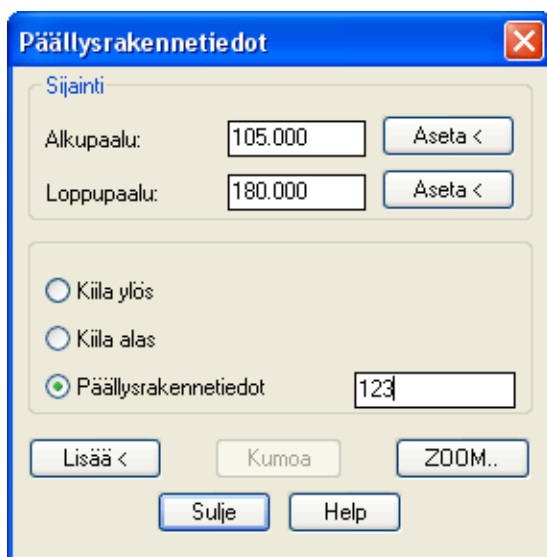 Päällysrakennetiedot
Sijainti
Alkupaalu: 105.000 Aseta <
Loppupaalu: 180.000 Aseta <
Kiila ylös
Kiila alas
Päällysrakennetiedot 123
Lisää < Kumoa ZOOM..
Sulje Help